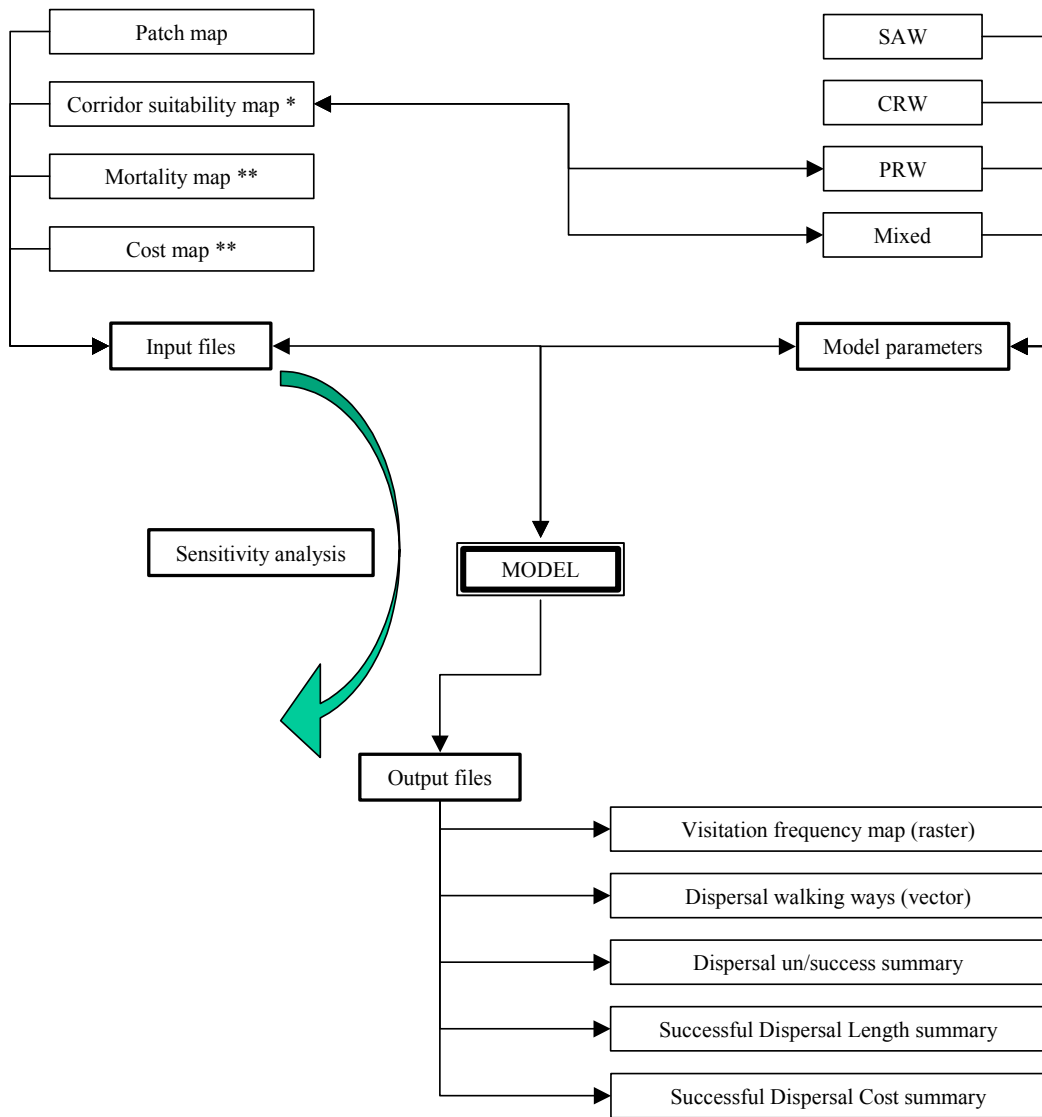 Patch map
SAW
Corridor suitability map *
CRW
Mortality map **
PRW
Cost map **
Mixed
Input files
Model parameters
Sensitivity analysis
MODEL
Output files
Visitation frequency map (raster)
Dispersal walking ways (vector)
Dispersal un/success summary
Successful Dispersal Length summary
Successful Dispersal Cost summary